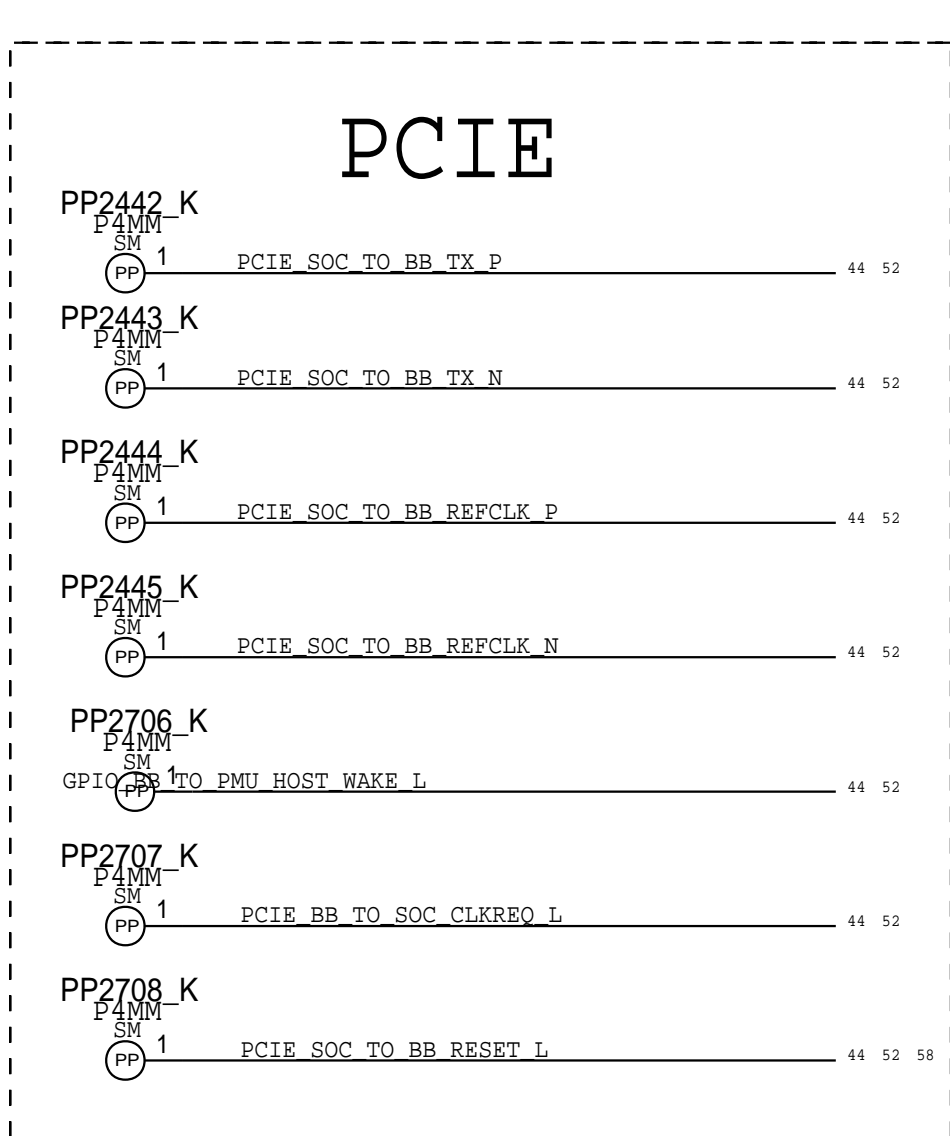 PCIE
PP2442_K
P4MM
SM
PP 1 PCIE_SOC_TO_BB_TX_P 44 52
PP2443_K
P4MM
SM
PP 1 PCIE_SOC_TO_BB_TX_N 44 52
PP2444_K
P4MM
SM
PP 1 PCIE_SOC_TO_BB_REFCLK_P 44 52
PP2445_K
P4MM
SM
PP 1 PCIE_SOC_TO_BB_REFCLK_N 44 52
PP2706_K
P4MM
SM
PP 1 GPIO_BB_TO_PMU_HOST_WAKE_L 44 52
PP2707_K
P4MM
SM
PP 1 PCIE_BB_TO_SOC_CLKREQ_L 44 52
PP2708_K
P4MM
SM
PP 1 PCIE_SOC_TO_BB_RESET_L 44 52 58